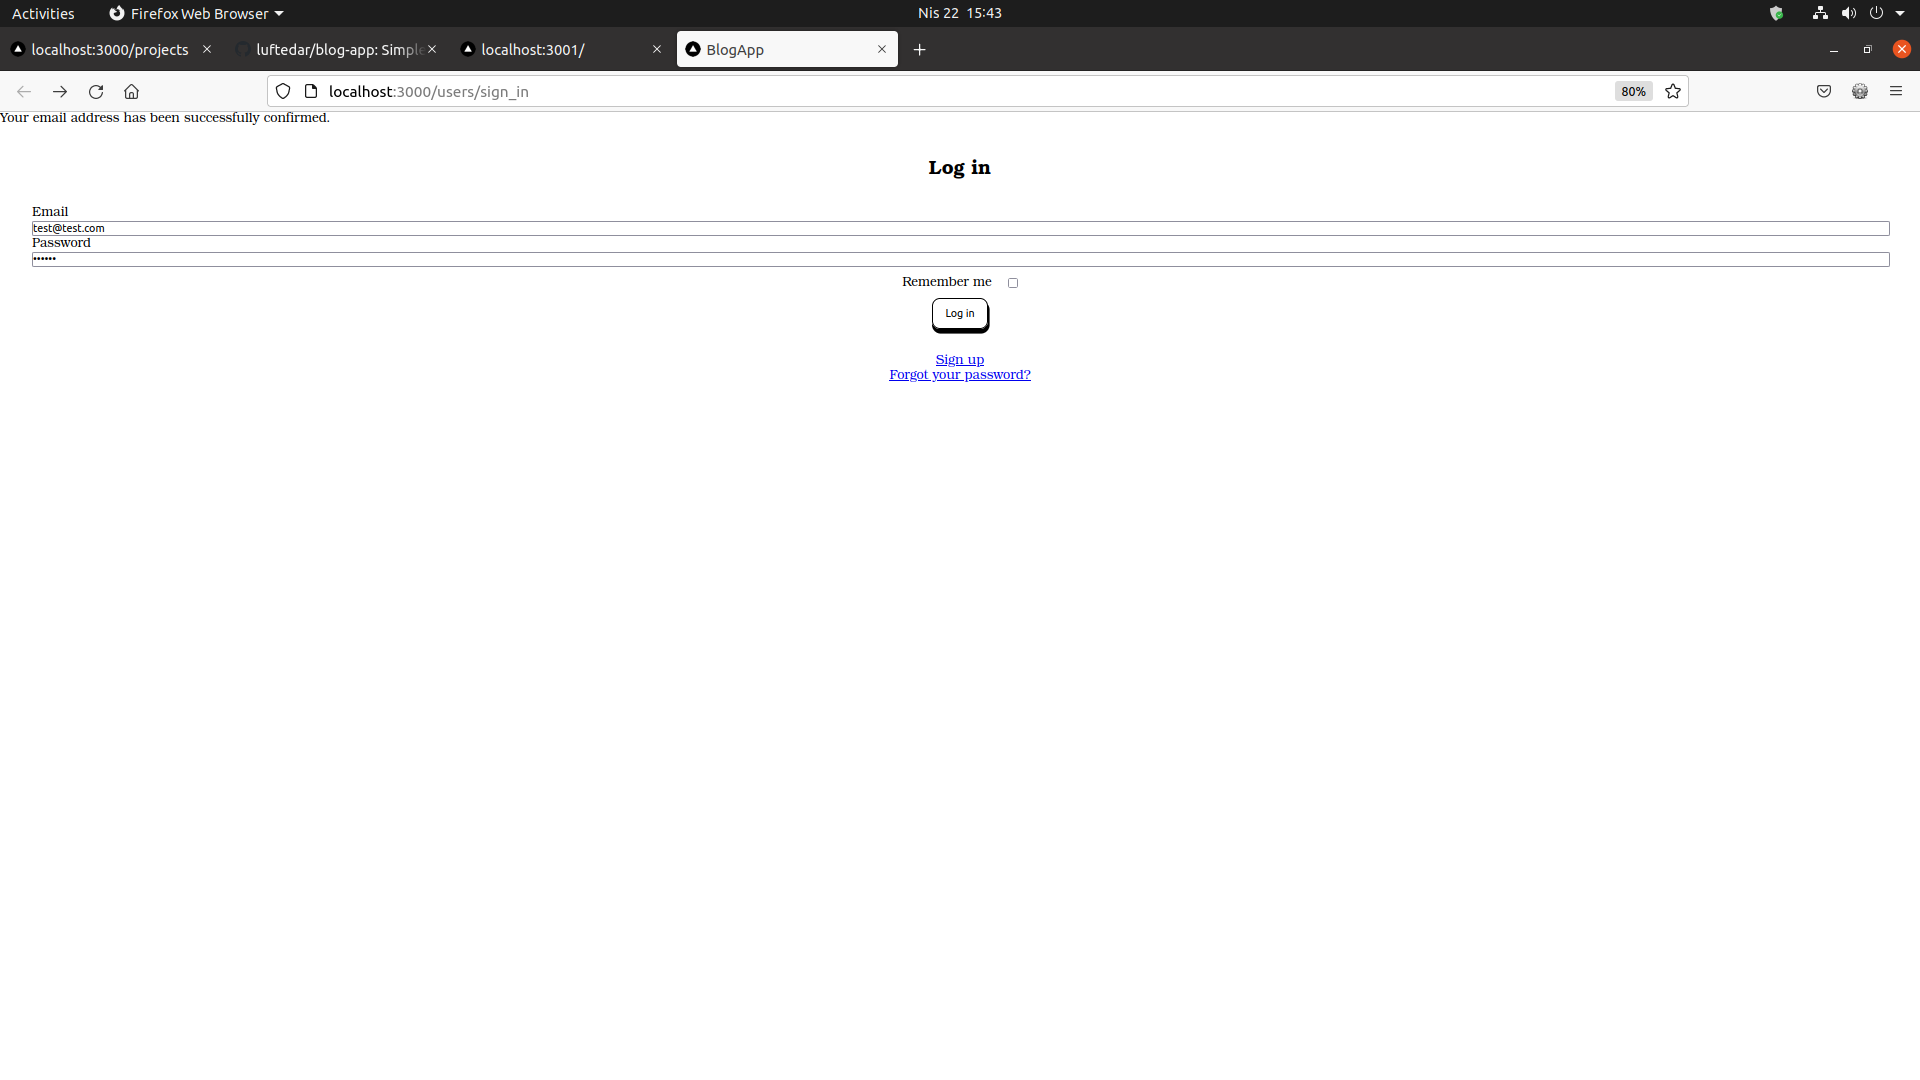 Activities Firefox Web Browser Nis 22 15:43
localhost:3000/projects luftedar/blog-app: Simple localhost:3001/ BlogApp
localhost:3000/users/sign_in 80%
Your email address has been successfully confirmed.
Log in
Email
test@test.com
Password
••••••
Remember me
Log in
Sign up
Forgot your password?